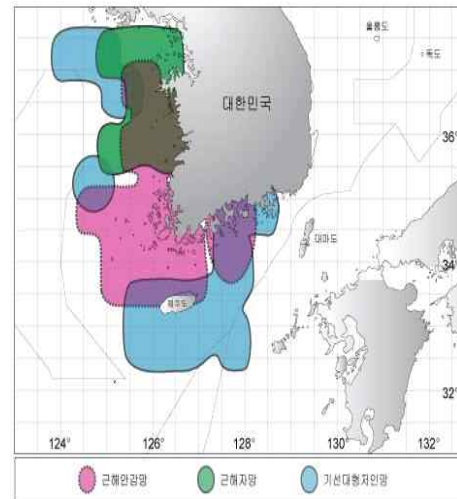 울릉도
독도
대한민국
36°
대마도
34°
제주도
32°
124° 126° 128° 130° 132°
근해안강망 근해자망 기선대형저인망